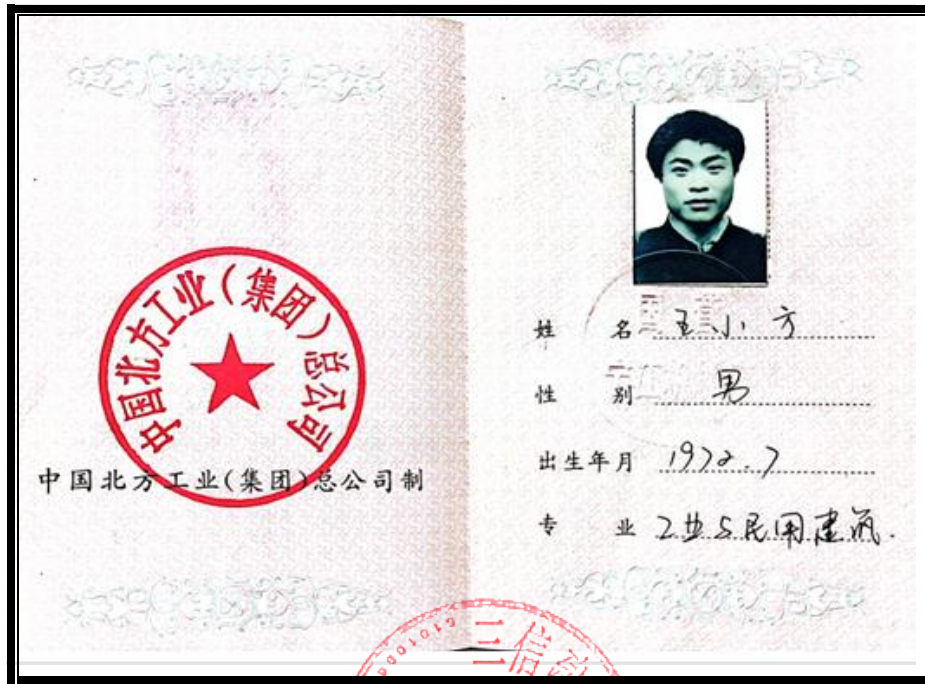 中国北方工业(集团)总公司
中国北方工业(集团)总公司制
姓 名 王小方
性 别 男
出生年月 1972.7
专 业 工业与民用建筑.
三信